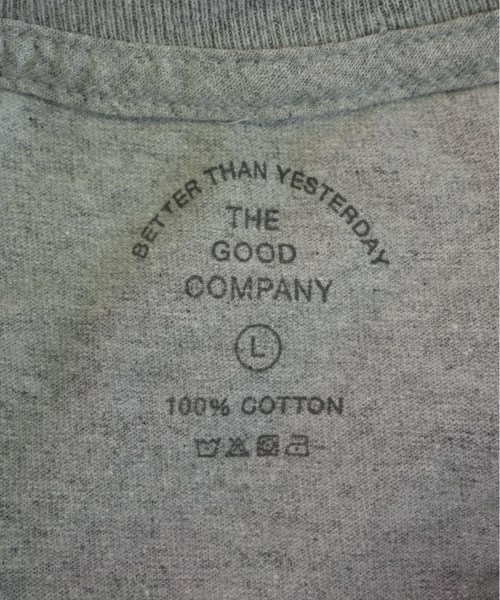 BETTER THAN YESTERDAY
THE
GOOD
COMPANY
L
100% COTTON